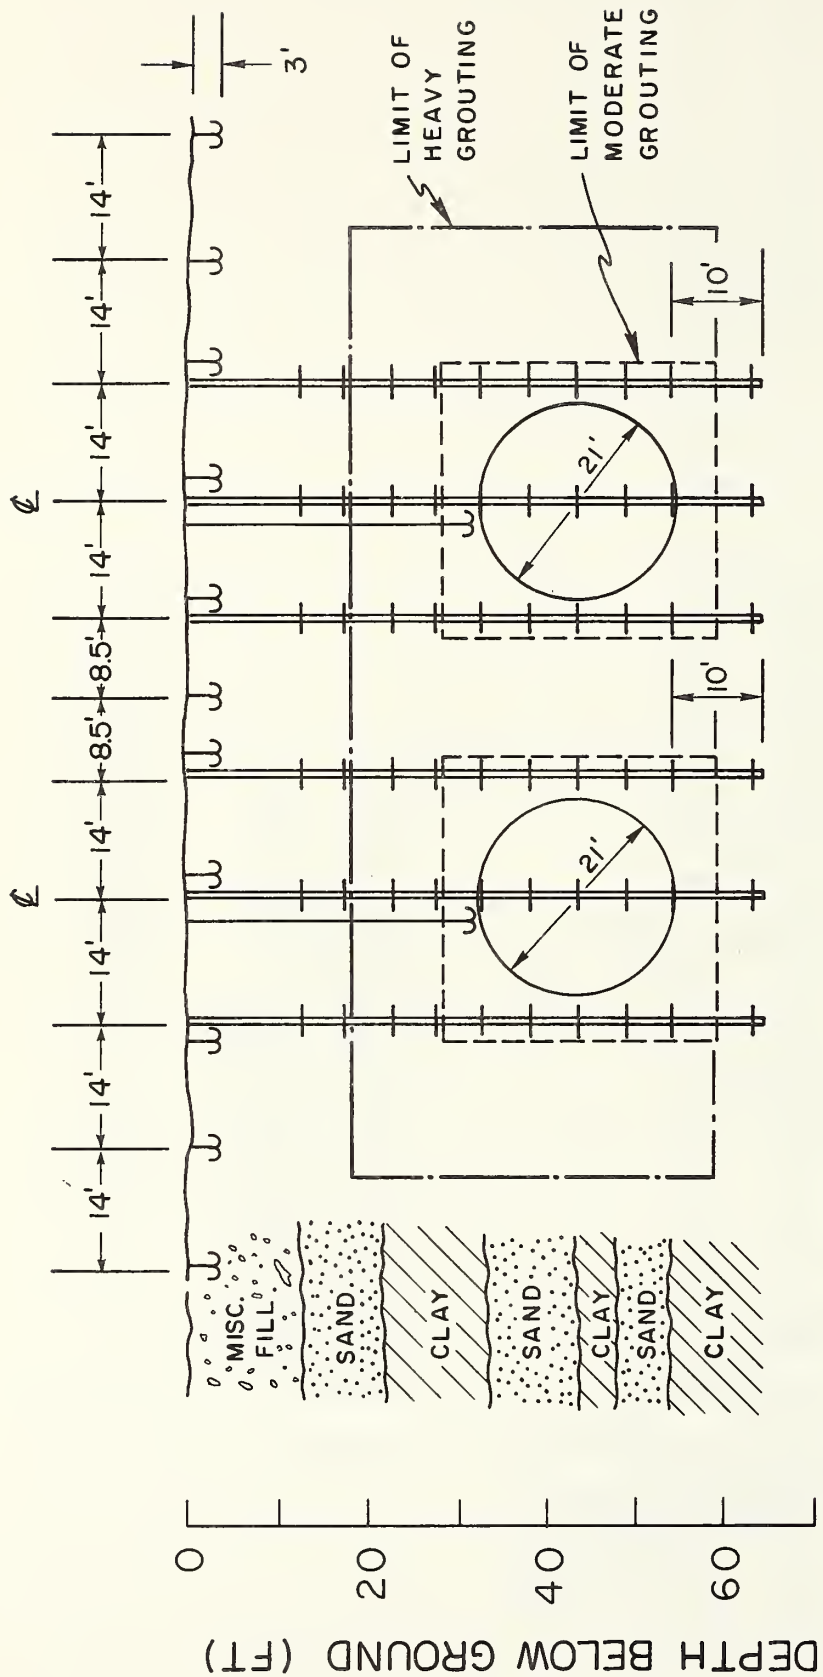 ℄
℄
14'
14'
14'
14'
8.5'
8.5'
14'
14'
14'
14'
3'
DEPTH BELOW GROUND (FT)
0
20
40
60
MISC.
FILL
SAND
CLAY
SAND
CLAY
SAND
CLAY
21'
21'
10'
10'
LIMIT OF
HEAVY
GROUTING
LIMIT OF
MODERATE
GROUTING